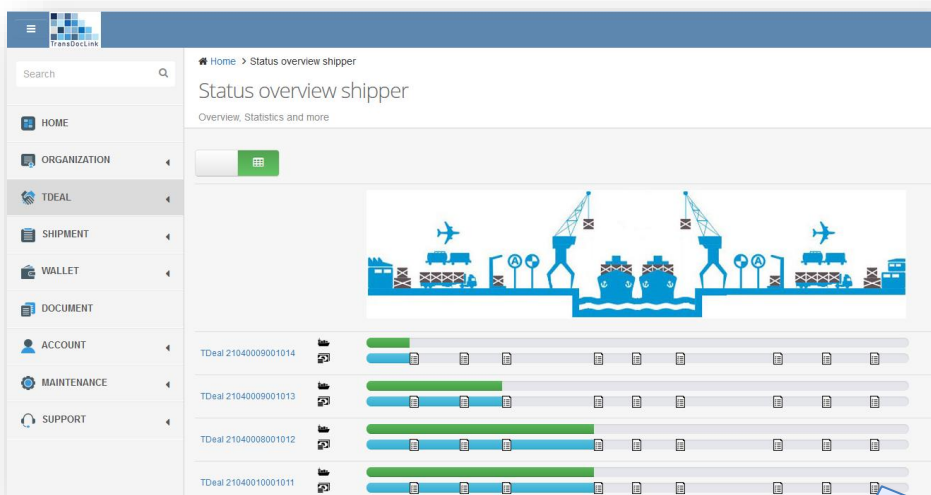 TransDocLink
Home > Status overview shipper
Search
Status overview shipper
Overview, Statistics and more
HOME
ORGANIZATION
TDEAL
SHIPMENT
WALLET
DOCUMENT
ACCOUNT
MAINTENANCE
SUPPORT
A
A
TDeal 21040009001014
TDeal 21040009001013
TDeal 21040008001012
TDeal 21040010001011